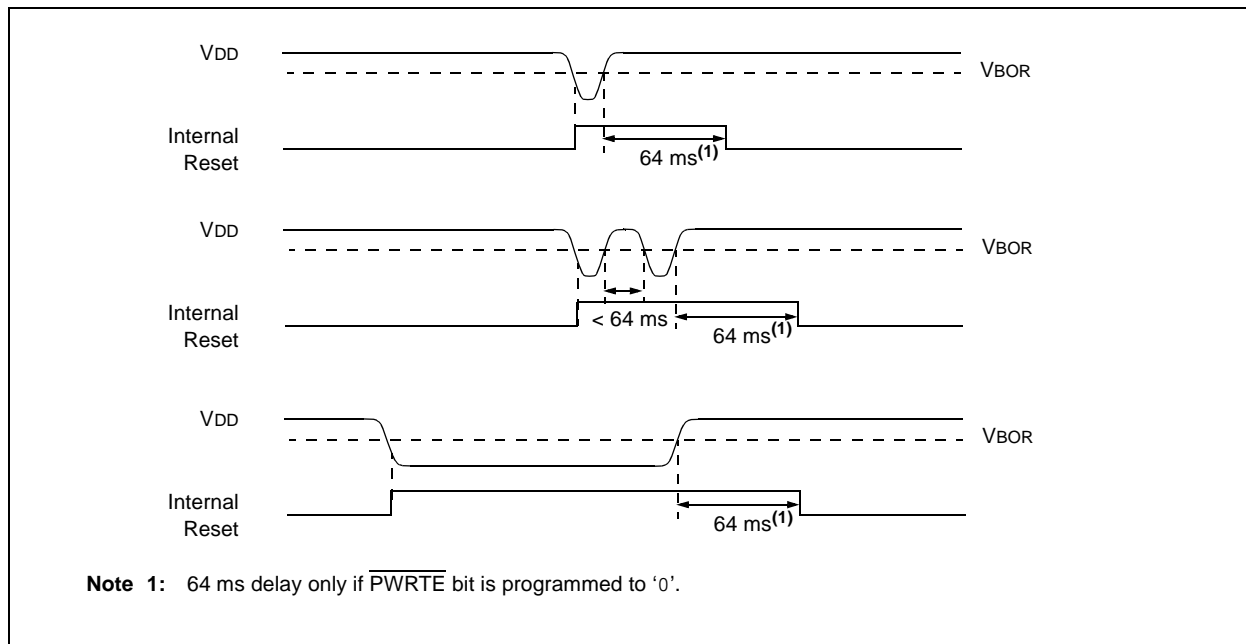 VDD
VBOR
Internal
Reset
64 ms(1)
VDD
VBOR
Internal
Reset
< 64 ms
64 ms(1)
VDD
VBOR
Internal
Reset
64 ms(1)
Note 1: 64 ms delay only if PWRTE bit is programmed to ‘0’.